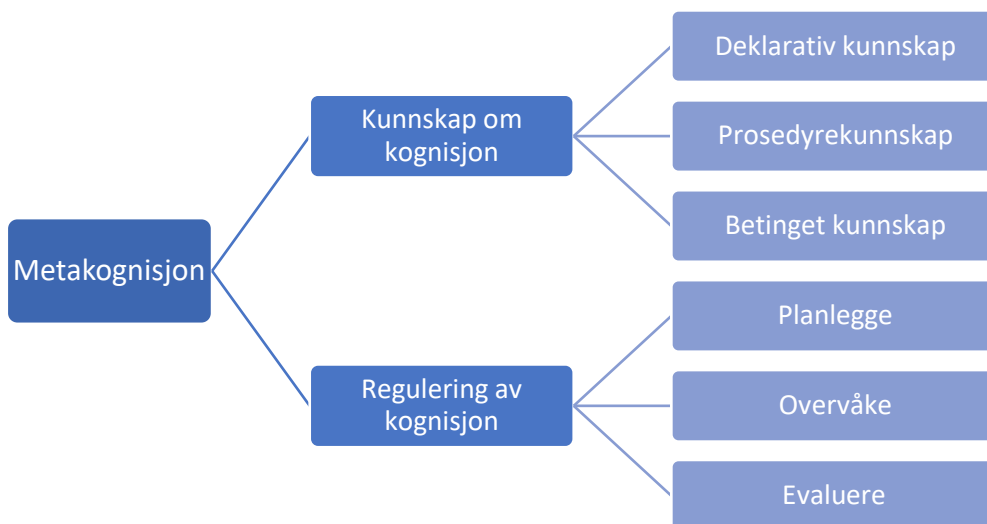 Metakognisjon
Kunnskap om
kognisjon
Deklarativ kunnskap
Prosedyrekunnskap
Betinget kunnskap
Regulering av
kognisjon
Planlegge
Overvåke
Evaluere